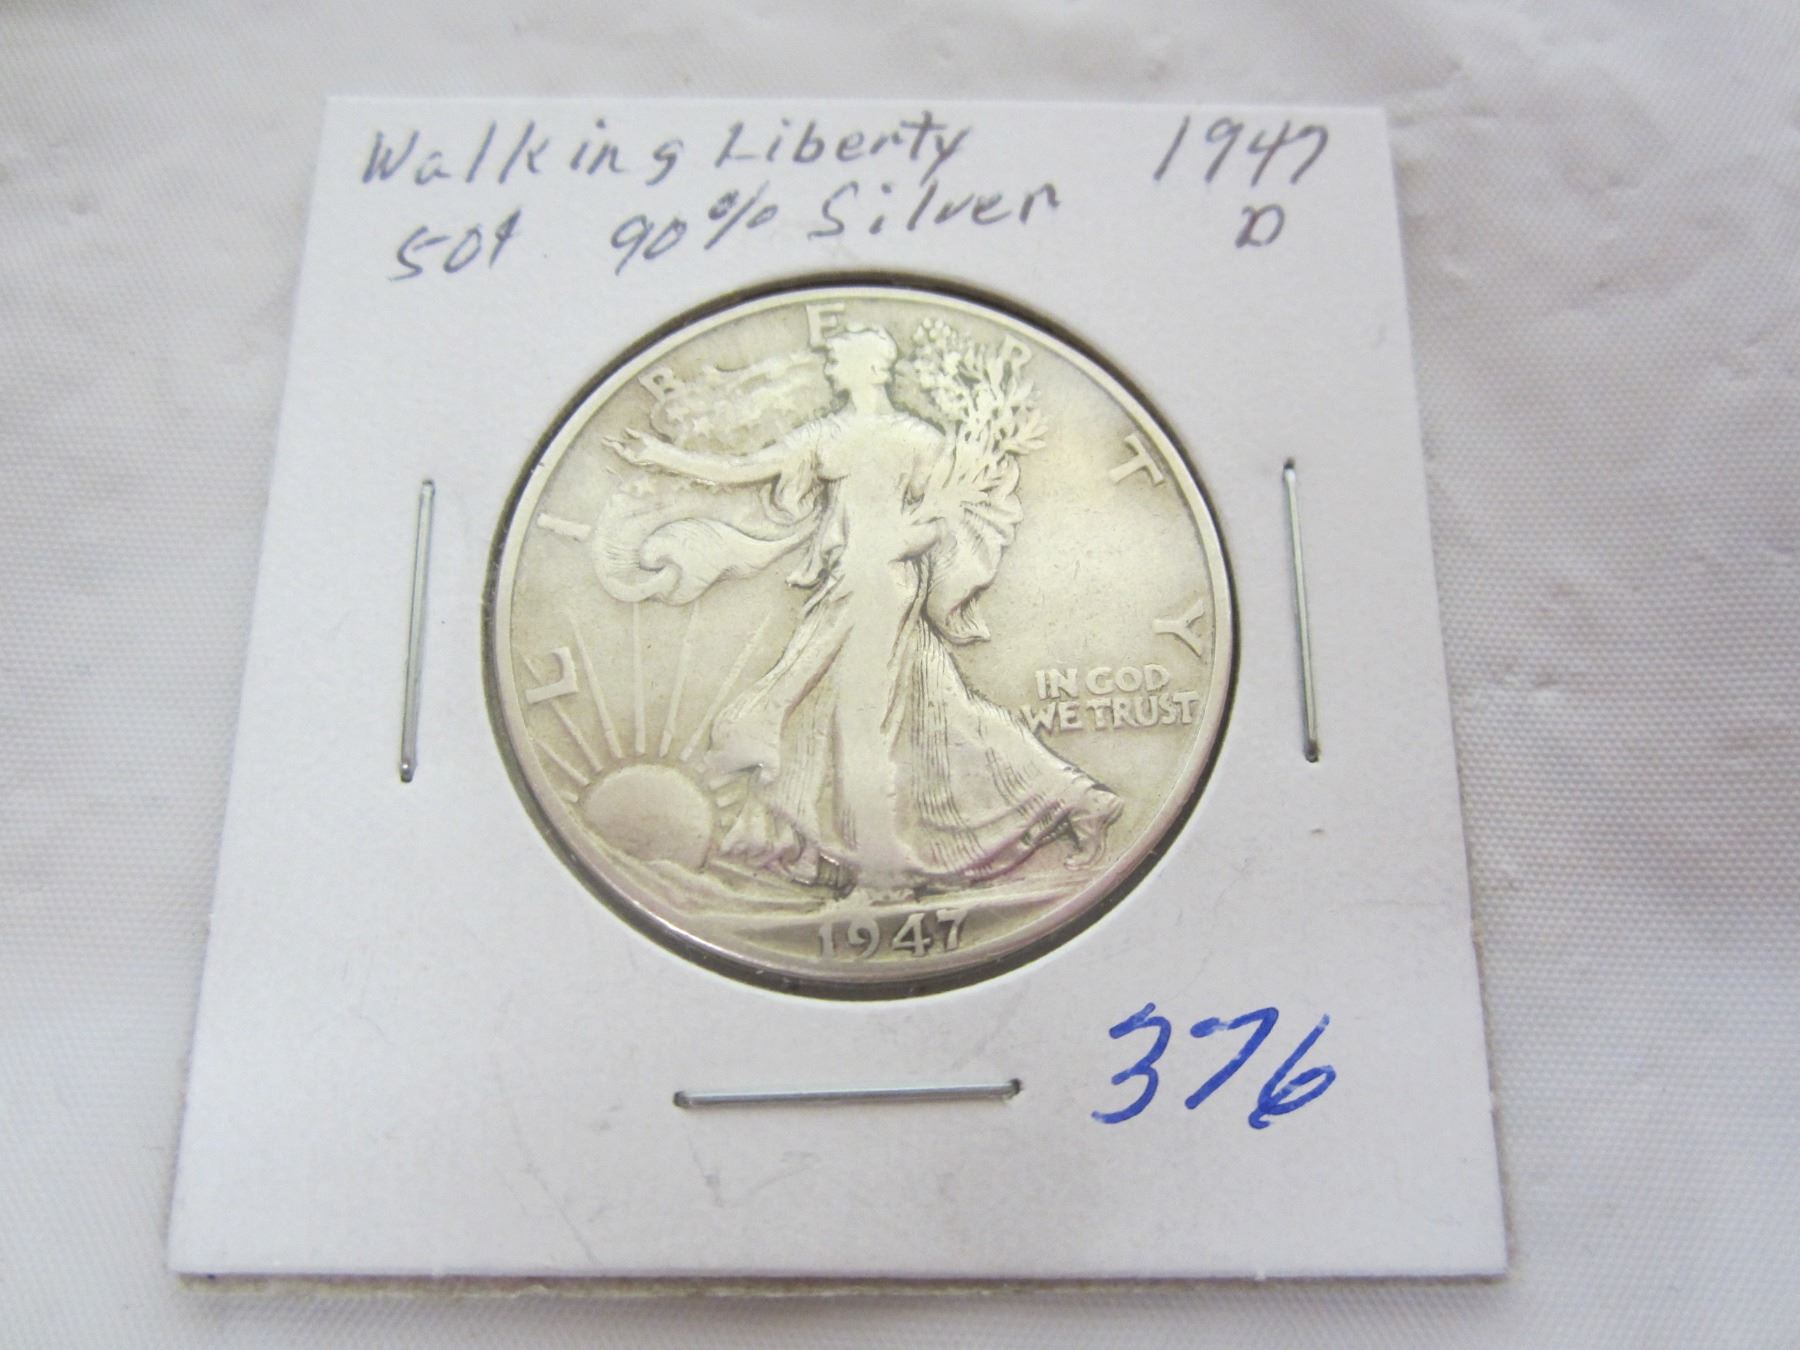 Walking Liberty 1947
50¢ 90% Silver D
LIBERTY
IN GOD
WE TRUST
1947
376